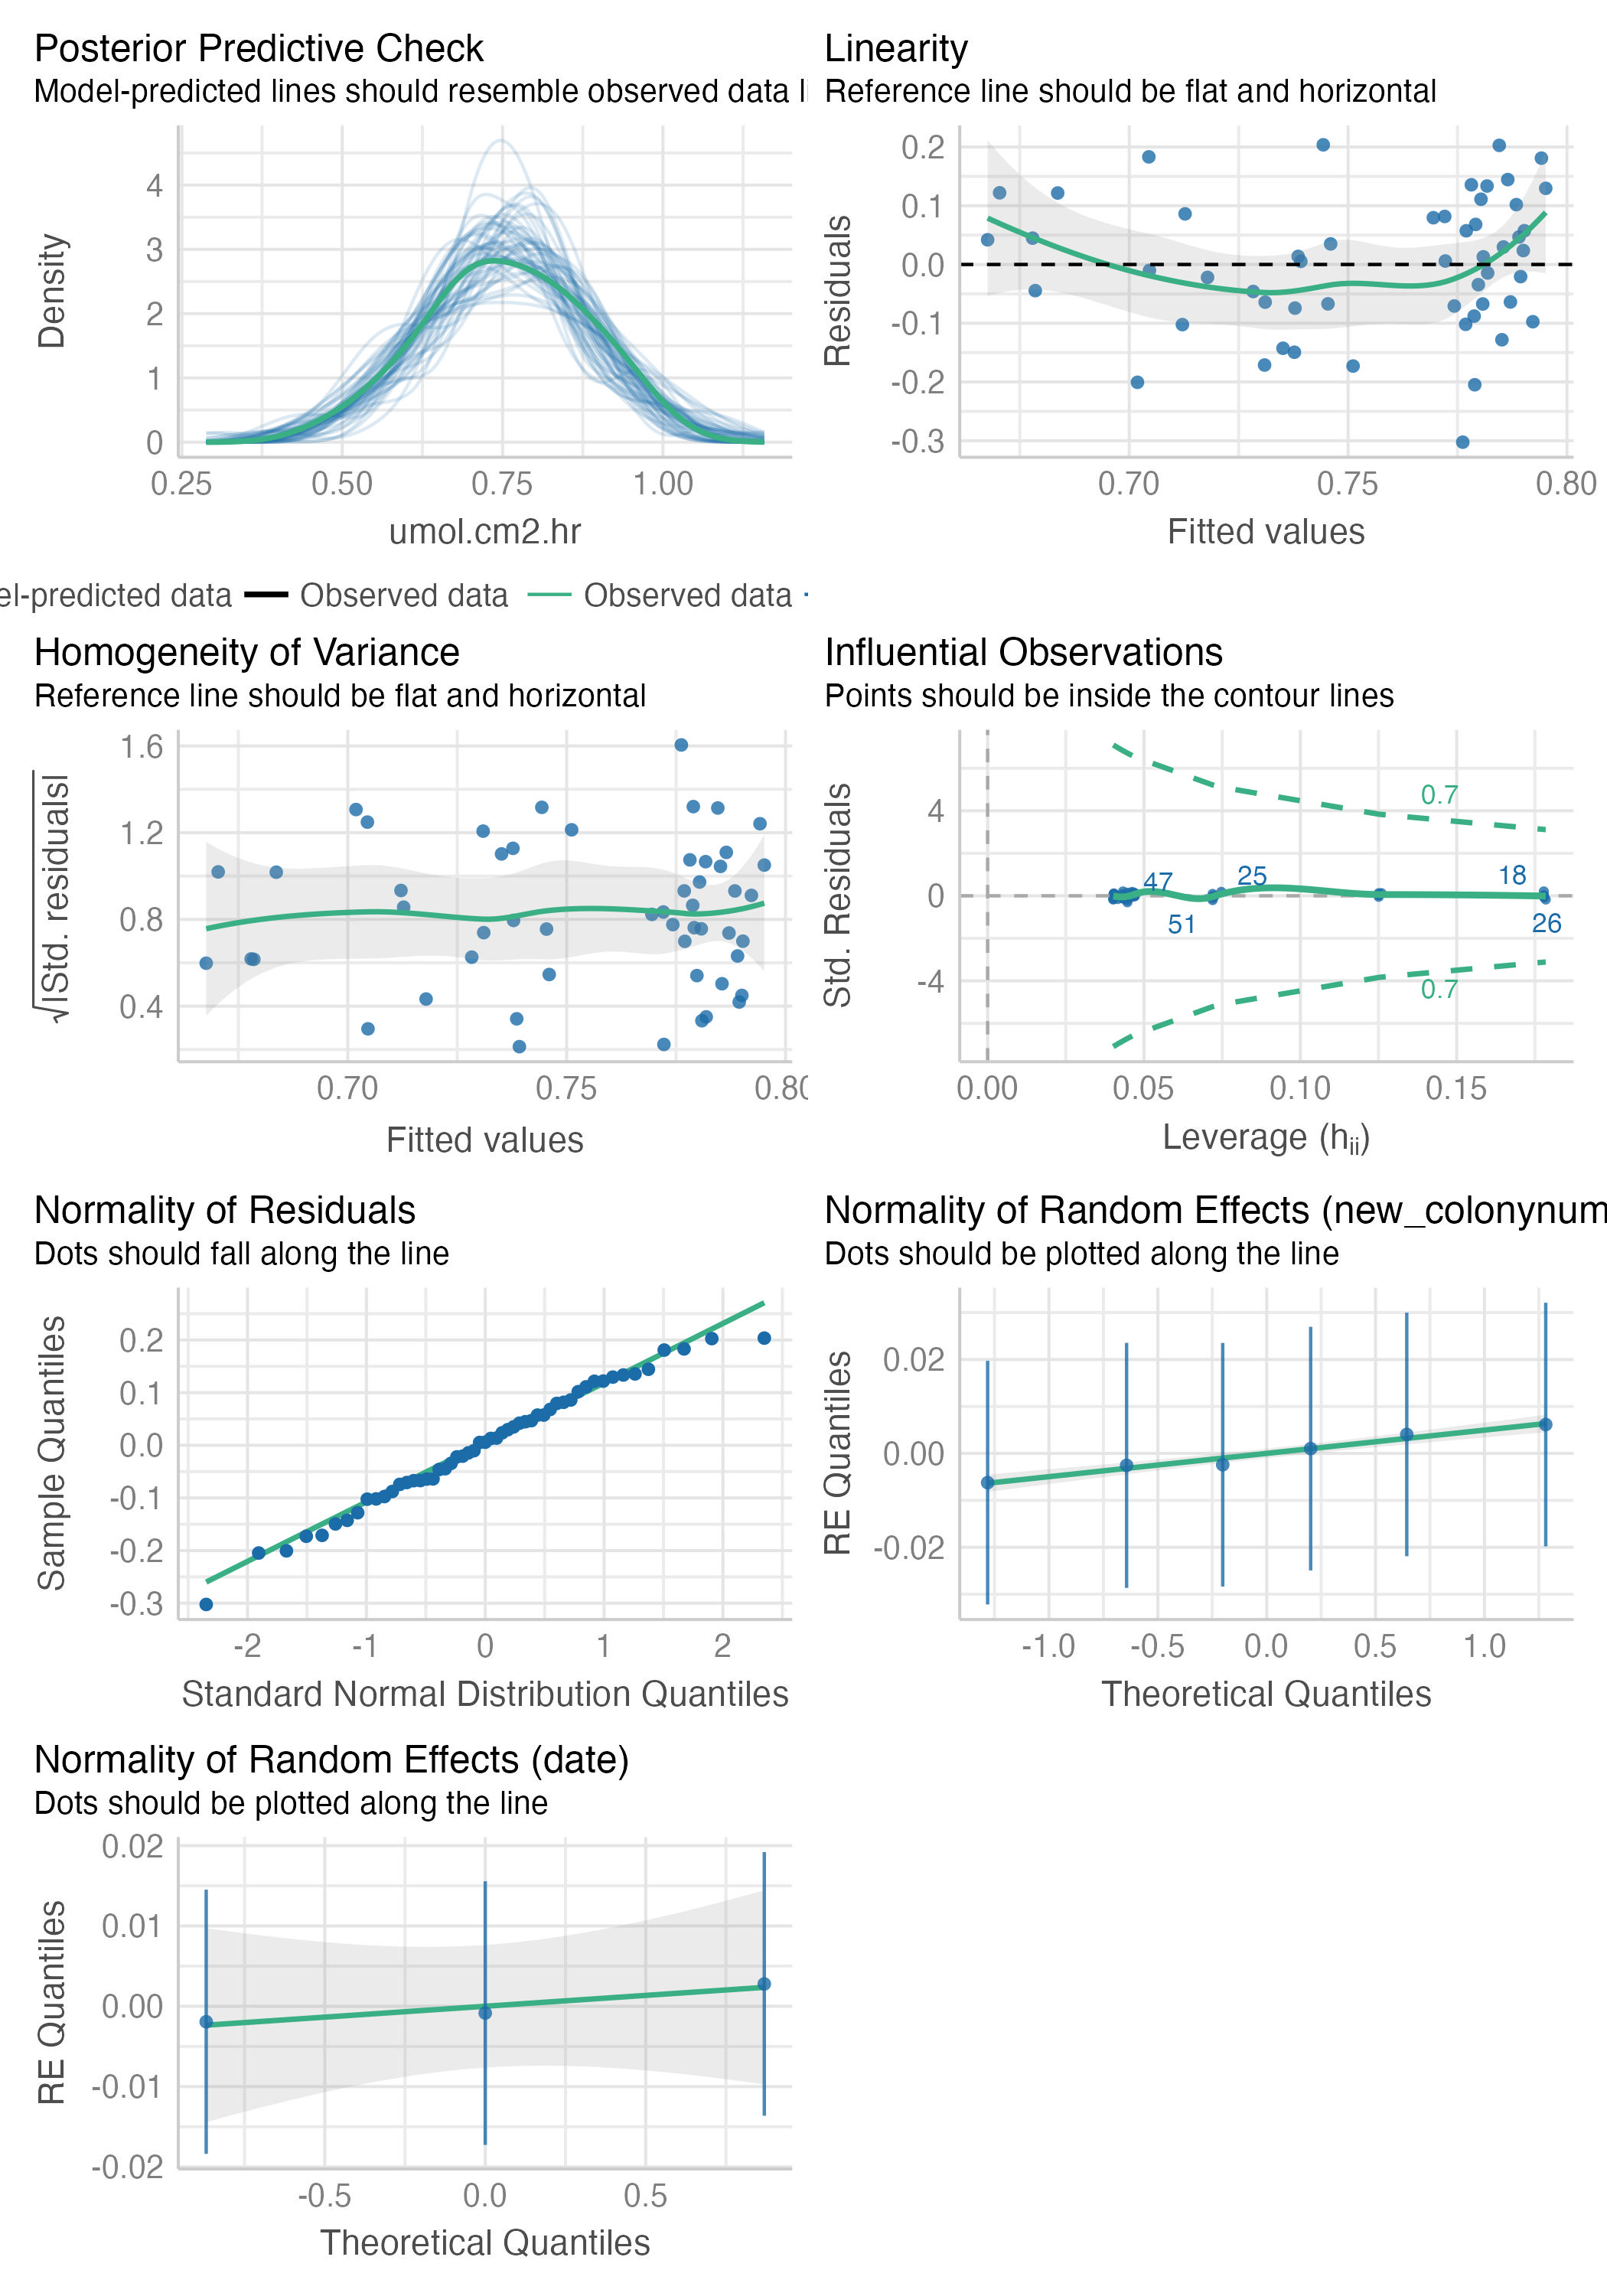 Posterior Predictive Check
Model-predicted lines should resemble observed data l
4
3
2
1
0
Density
0.25 0.50 0.75 1.00
umol.cm2.hr
el-predicted data Observed data Observed data
Linearity
Reference line should be flat and horizontal
0.2
0.1
0.0
-0.1
-0.2
-0.3
Residuals
0.70 0.75 0.80
Fitted values
Homogeneity of Variance
Reference line should be flat and horizontal
1.6
1.2
0.8
0.4
√|Std. residuals|
0.70 0.75 0.80
Fitted values
Influential Observations
Points should be inside the contour lines
4
0
-4
Std. Residuals
0.7
47 25 18
51 26
0.7
0.00 0.05 0.10 0.15
Leverage (hii)
Normality of Residuals
Dots should fall along the line
0.2
0.1
0.0
-0.1
-0.2
-0.3
Sample Quantiles
-2 -1 0 1 2
Standard Normal Distribution Quantiles
Normality of Random Effects (new_colonynum
Dots should be plotted along the line
0.02
0.00
-0.02
RE Quantiles
-1.0 -0.5 0.0 0.5 1.0
Theoretical Quantiles
Normality of Random Effects (date)
Dots should be plotted along the line
0.02
0.01
0.00
-0.01
-0.02
RE Quantiles
-0.5 0.0 0.5
Theoretical Quantiles